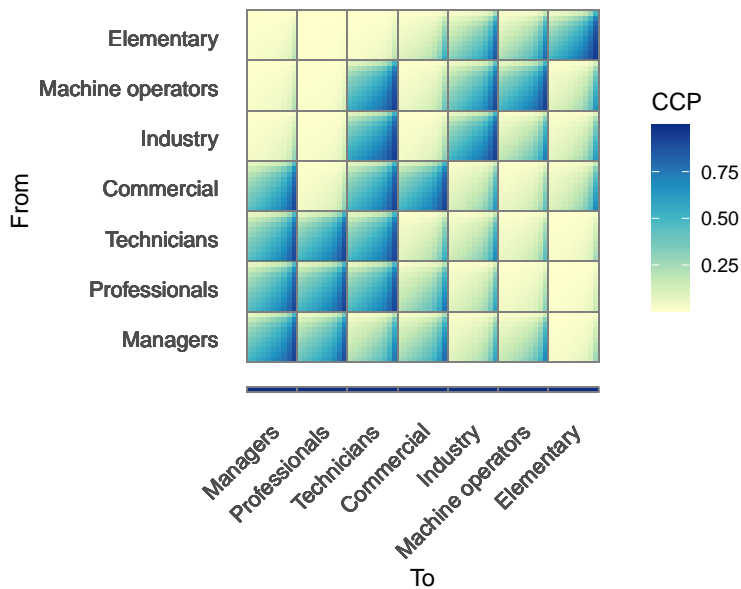 Elementary
Machine operators
Industry
Commercial
Technicians
Professionals
Managers
From
CCP
0.75
0.50
0.25
Managers
Professionals
Technicians
Commercial
Industry
Machine operators
Elementary
To